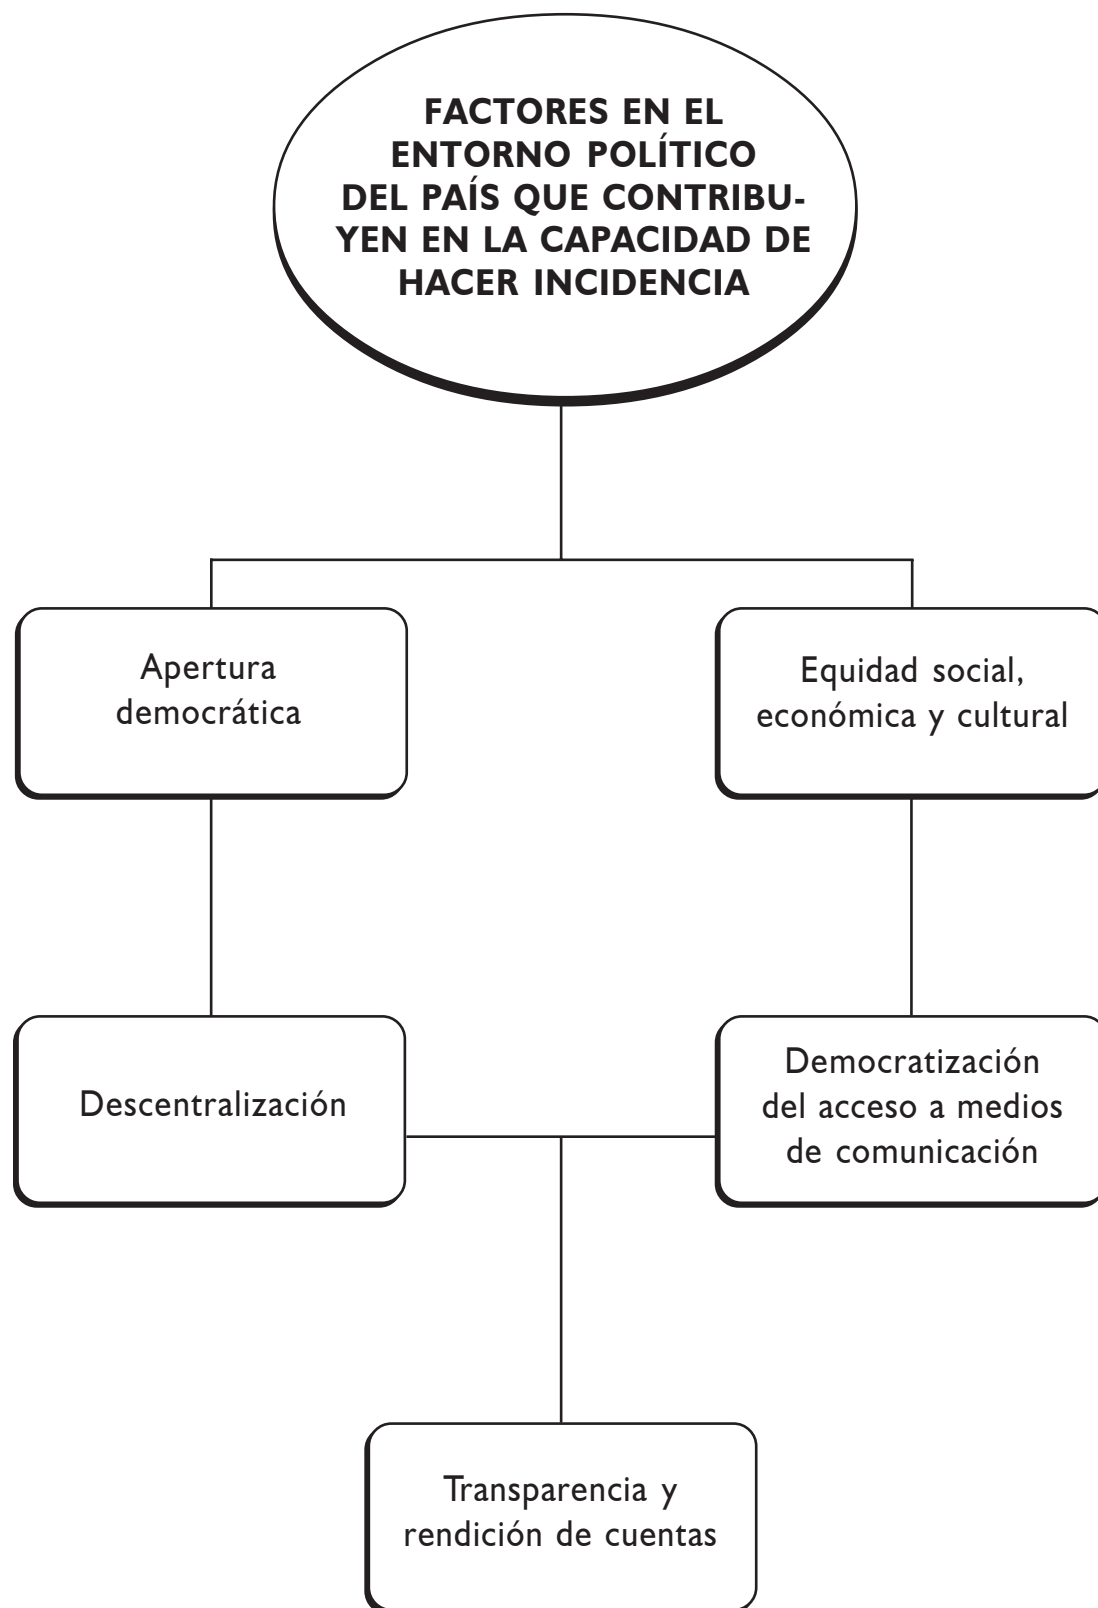 FACTORES EN EL
ENTORNO POLÍTICO
DEL PAÍS QUE CONTRIBU-
YEN EN LA CAPACIDAD DE
HACER INCIDENCIA
Apertura
democrática
Equidad social,
económica y cultural
Descentralización
Democratización
del acceso a medios
de comunicación
Transparencia y
rendición de cuentas